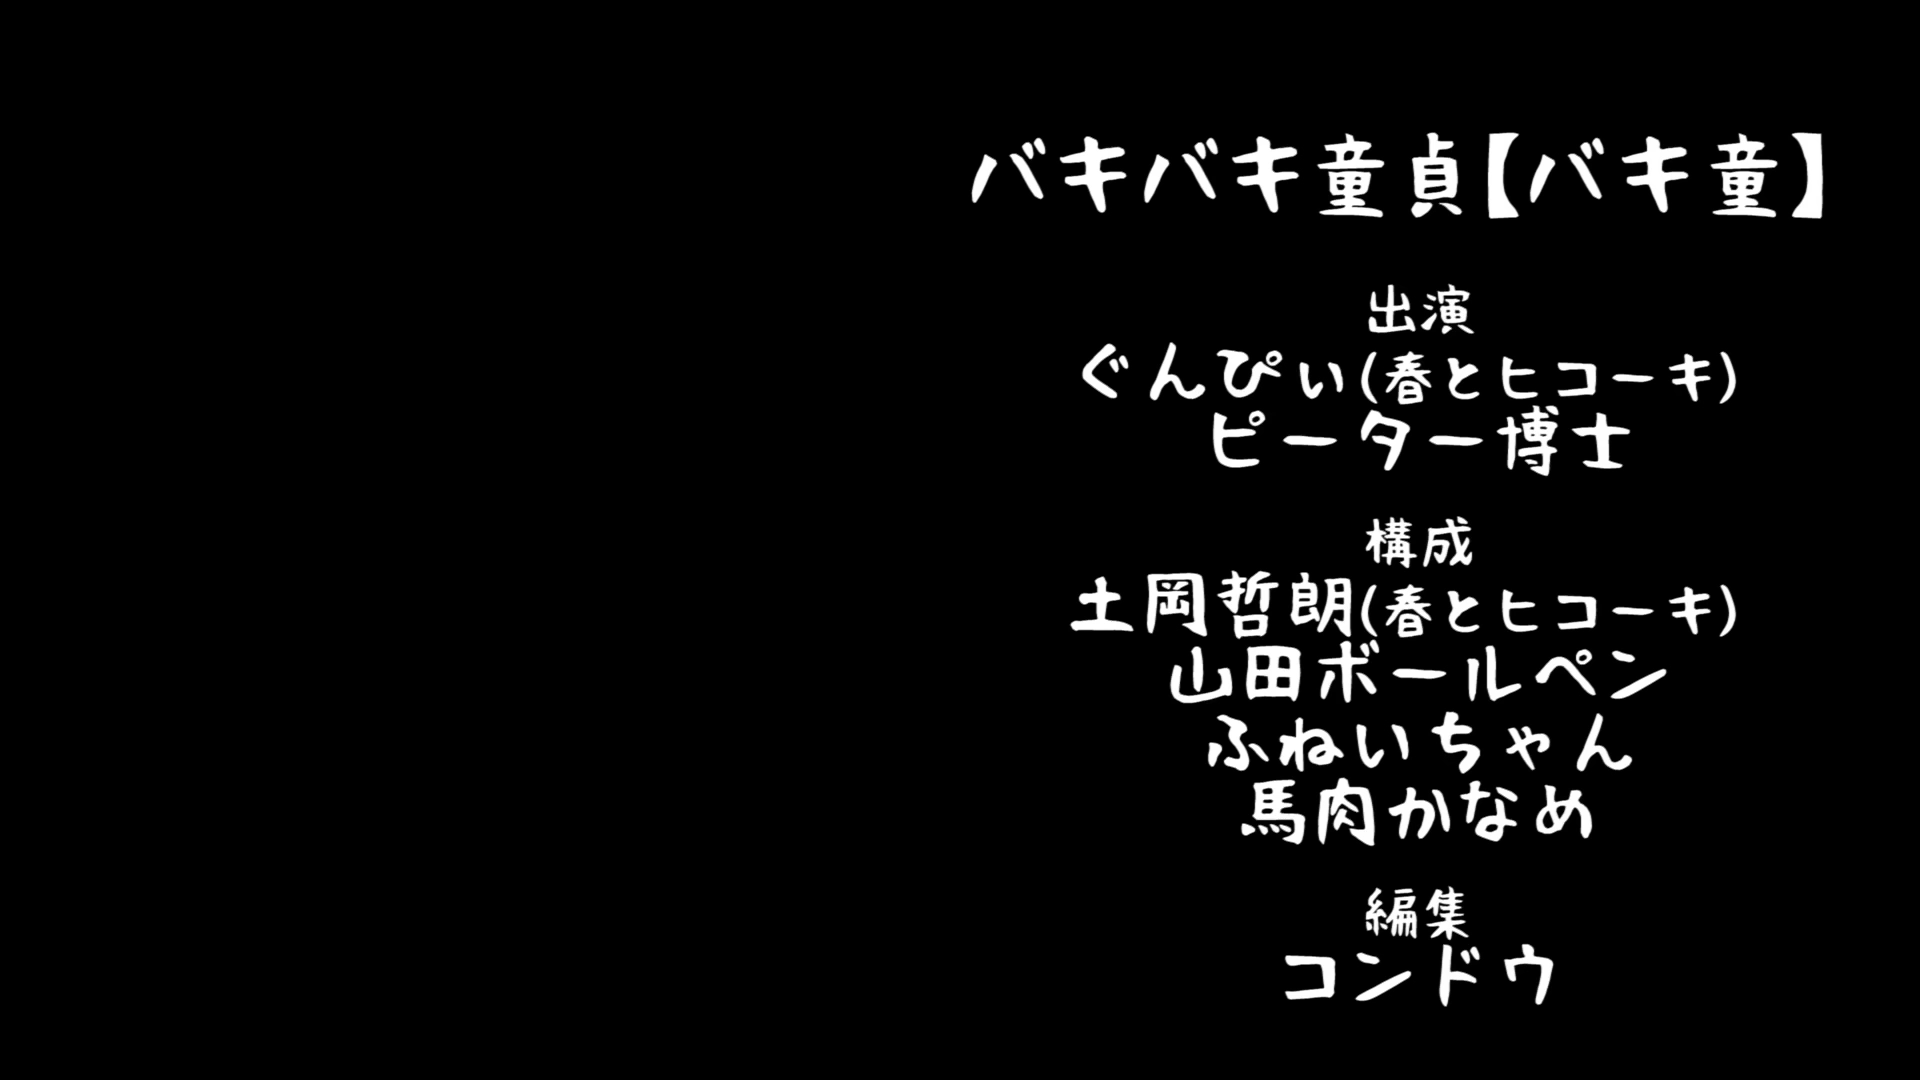 バキバキ童貞【バキ童】
出演
ぐんぴぃ(春とヒコーキ)
ピーター博士
構成
土岡哲朗(春とヒコーキ)
山田ボールペン
ふねいちゃん
馬肉かなめ
編集
コンドウ